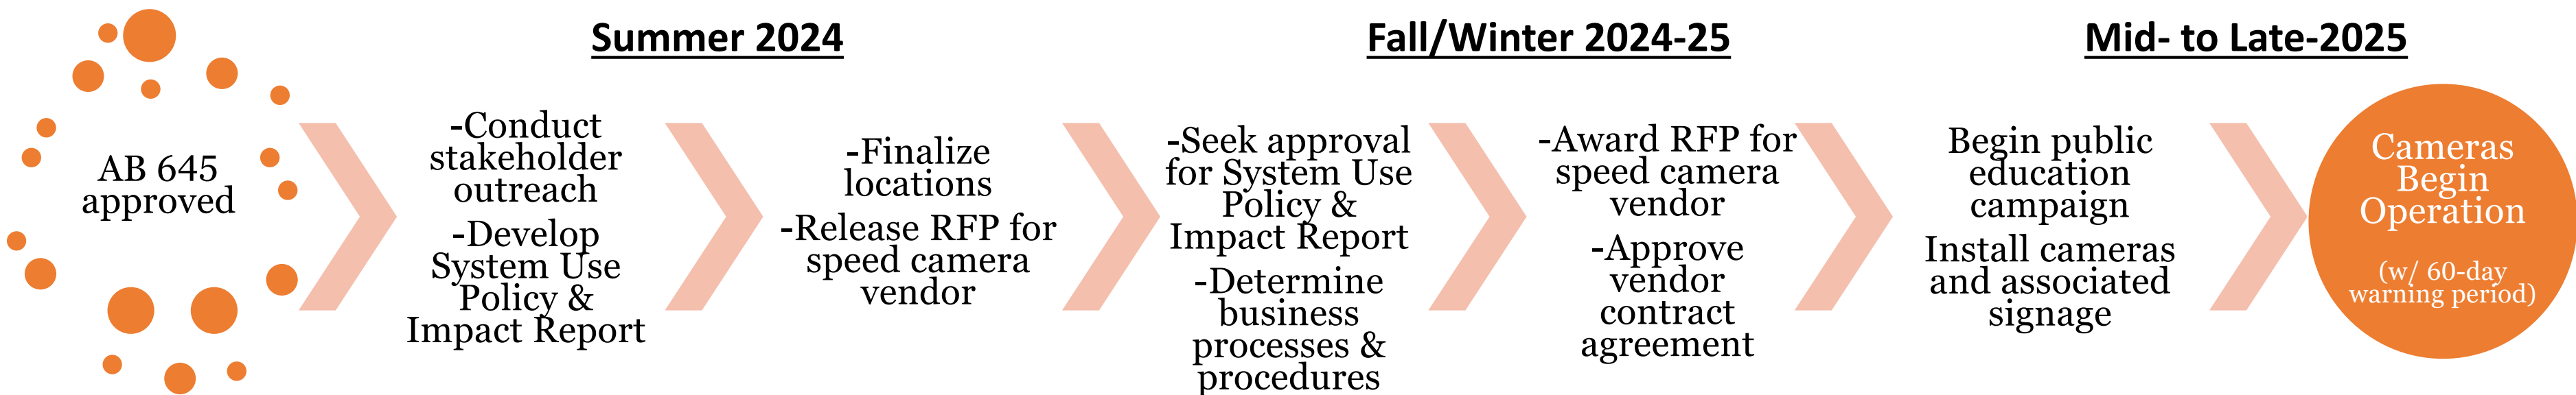 Summer 2024
Fall/Winter 2024-25
Mid- to Late-2025
AB 645
approved
-Conduct
stakeholder
outreach
-Develop
System Use
Policy &
Impact Report
-Finalize
locations
-Release RFP for
speed camera
vendor
-Seek approval
for System Use
Policy &
Impact Report
-Determine
business
processes &
procedures
-Award RFP for
speed camera
vendor
-Approve
vendor
contract
agreement
Begin public
education
campaign
Install cameras
and associated
signage
Cameras
Begin
Operation
(w/ 60-day
warning period)